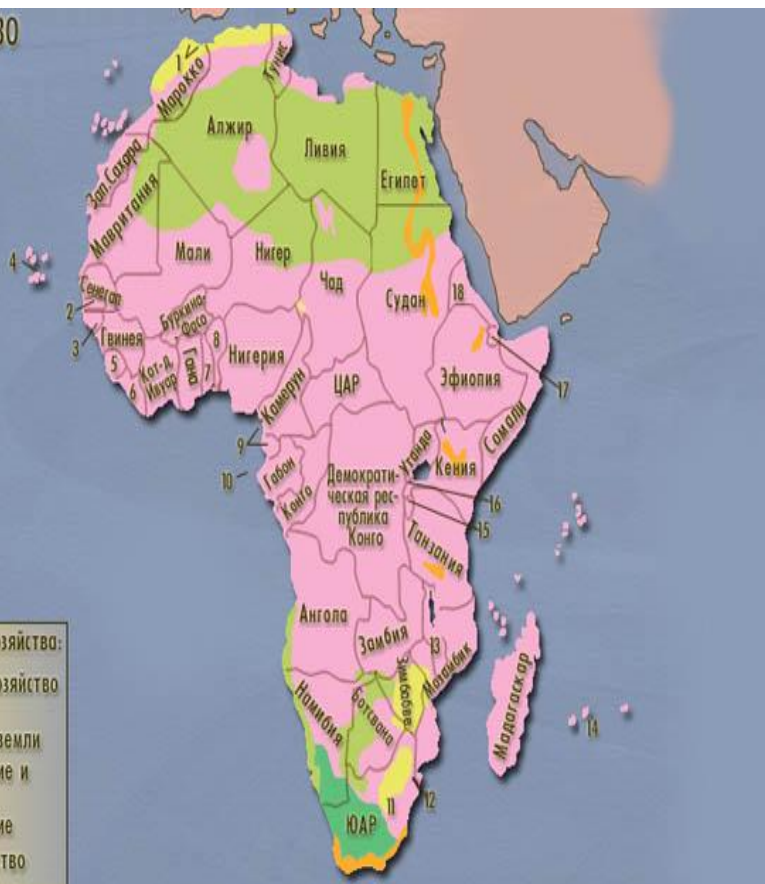 30
1
Марокко
Тунис
Алжир
Ливия
Египет
Зап.Сахара
Мавритания
4
Мали
Нигер
Чад
Судан
18
Сенегал
2
3
Гвинея
Буркина-
Фасо
5
6
Кот-д,
Ивуар
Гана
7
8
Нигерия
Эфиопия
17
Камерун
ЦАР
Сомали
9
10
Габон
Конго
Уганда
Кения
Демократи-
ческая рес-
публика
Конго
16
15
Танзания
Ангола
Замбия
13
Мозамбик
Зимбабве
Намибия
Ботсвана
Мадагаскар
14
11
12
ЮАР
зяйства:
озяйство
земли
ие и
ие
тво